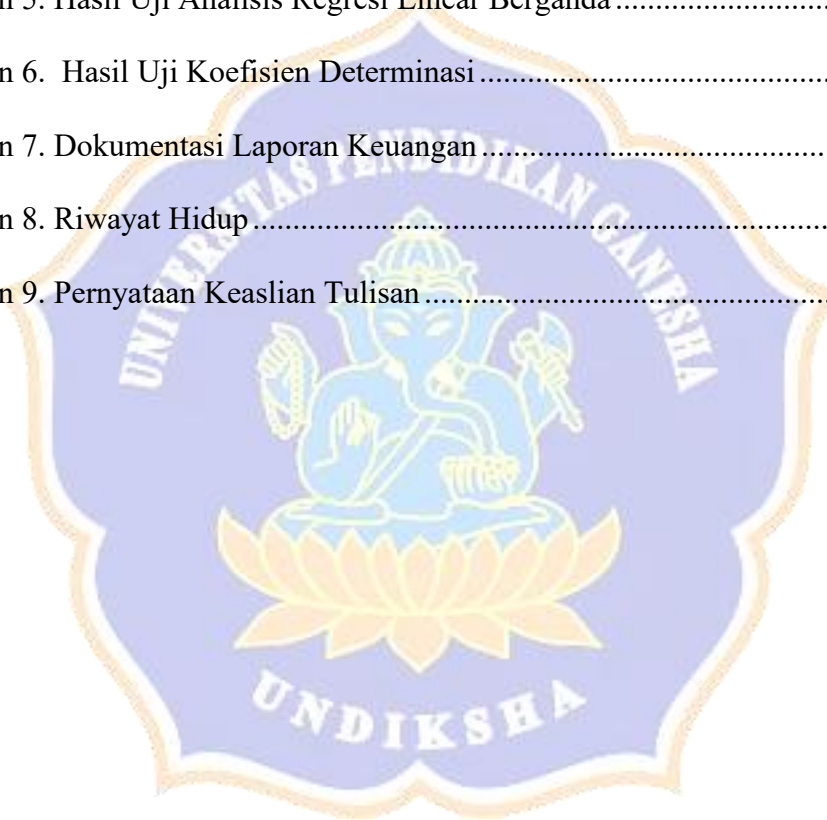 n 5. Hasil Uji Analisis Regresi Linear Berganda................................
n 6.  Hasil Uji Koefisien Determinasi................................................
n 7. Dokumentasi Laporan Keuangan................................................
n 8. Riwayat Hidup................................................................................
n 9. Pernyataan Keaslian Tulisan........................................................
UNIVERSITAS PENDIDIKAN GANESHA
UNDIKSHA